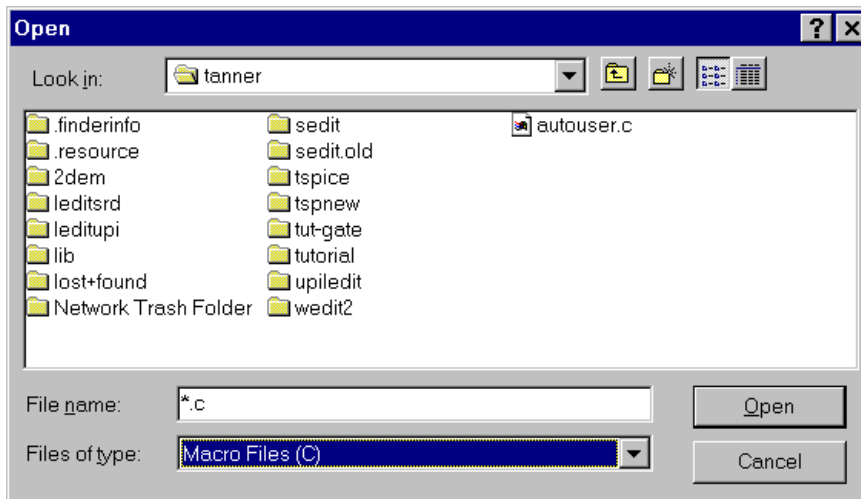 Open
Look in:
tanner
.finderinfo
.resource
2dem
leditsrd
leditupi
lib
lost+found
Network Trash Folder
sedit
sedit.old
tspice
tspnew
tut-gate
tutorial
upiledit
wedit2
autouser.c
File name:
*.c
Open
Files of type:
Macro Files (C)
Cancel